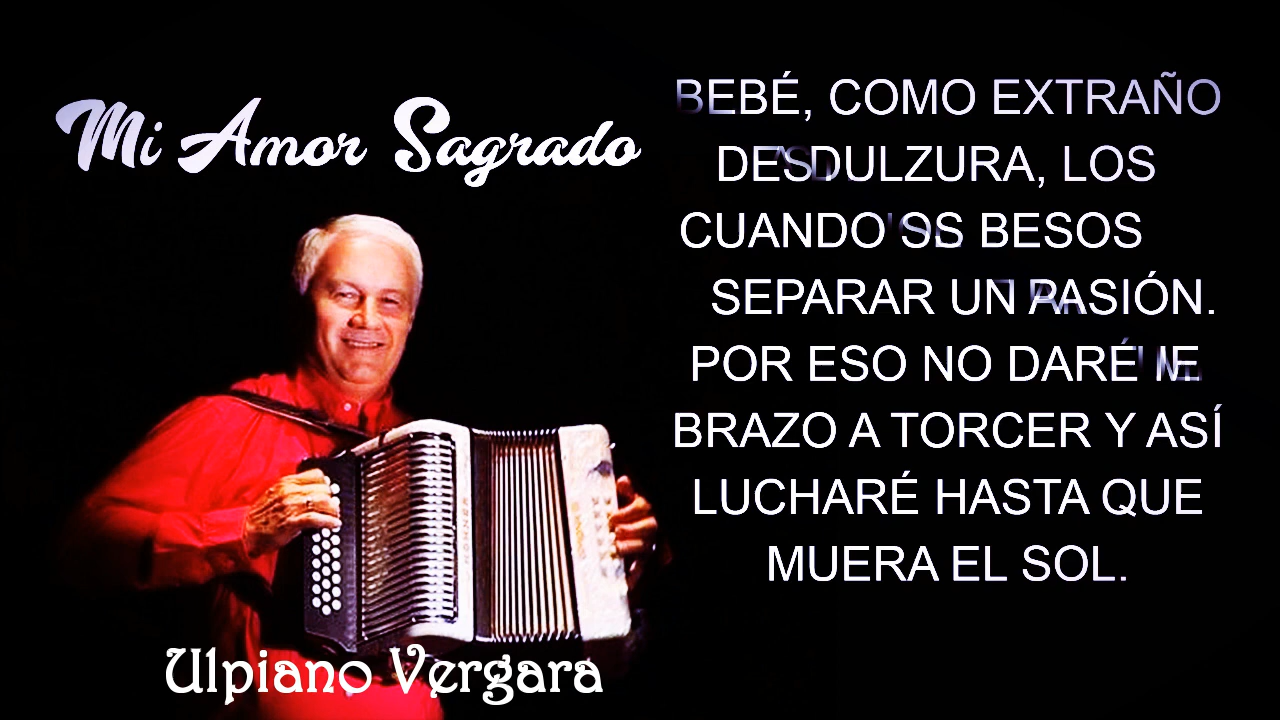 Mi Amor Sagrado
BEBÉ, COMO EXTRAÑO
DULZURA, LOS
CUANDO BESOS
SEPARAR UN PASIÓN.
POR ESO NO DARÉ
BRAZO A TORCER Y ASÍ
LUCHARÉ HASTA QUE
MUERA EL SOL.
HOHNER
Ulpiano Vergara